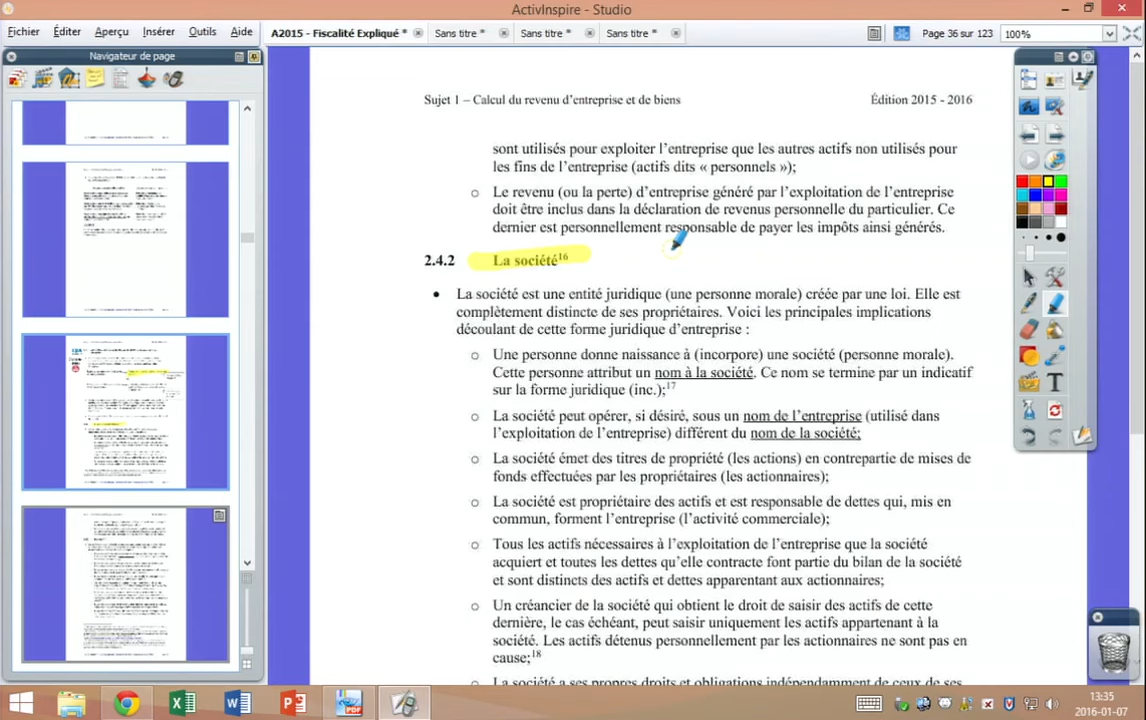 ActivInspire - Studio
Fichier Éditer Aperçu Insérer Outils Aide
A2015 - Fiscalité Expliqué * Sans titre * Sans titre * Sans titre * Page 36 sur 123 100%
Navigateur de page
Sujet 1 – Calcul du revenu d'entreprise et de biens Édition 2015 - 2016
sont utilisés pour exploiter l'entreprise que les autres actifs non utilisés pour
les fins de l'entreprise (actifs dits « personnels »);
o Le revenu (ou la perte) d'entreprise généré par l'exploitation de l'entreprise
doit être inclus dans la déclaration de revenus personnelle du particulier. Ce
dernier est personnellement responsable de payer les impôts ainsi générés.
2.4.2 La société16
• La société est une entité juridique (une personne morale) créée par une loi. Elle est
complètement distincte de ses propriétaires. Voici les principales implications
découlant de cette forme juridique d'entreprise :
o Une personne donne naissance à (incorpore) une société (personne morale).
Cette personne attribut un nom à la société. Ce nom se termine par un indicatif
sur la forme juridique (inc.);17
o La société peut opérer, si désiré, sous un nom de l'entreprise (utilisé dans
l'exploitation de l'entreprise) différent du nom de la société;
o La société émet des titres de propriété (les actions) en contrepartie de mises de
fonds effectuées par les propriétaires (les actionnaires);
o La société est propriétaire des actifs et est responsable de dettes qui, mis en
commun, forment l'entreprise (l'activité commerciale);
o Tous les actifs nécessaires à l'exploitation de l'entreprise que la société
acquiert et toutes les dettes qu'elle contracte font partie du bilan de la société
et sont distincts des actifs et dettes apparentant aux actionnaires;
o Un créancier de la société qui obtient le droit de saisir des actifs de cette
dernière, le cas échéant, peut saisir uniquement les actifs appartenant à la
société. Les actifs détenus personnellement par les actionnaires ne sont pas en
cause;18
o La société a ses propres droits et obligations indépendamment de ceux de ses
13:35
2016-01-07